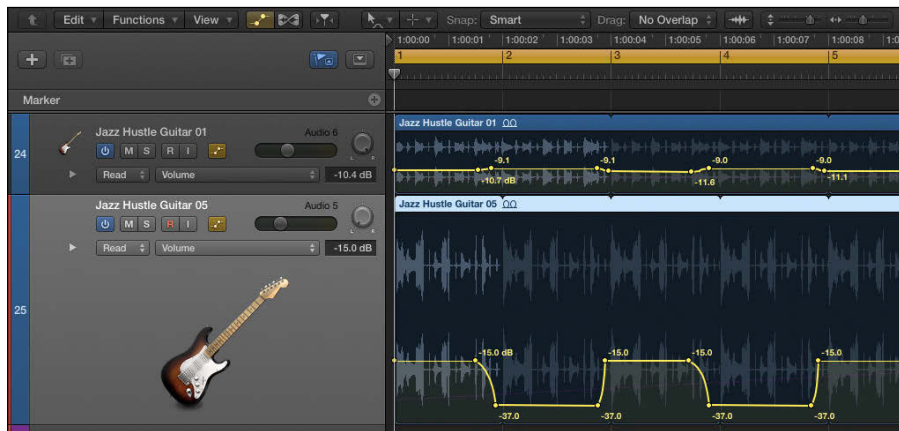 Edit Functions View Snap: Smart Drag: No Overlap
1:00:00 1:00:01 1:00:02 1:00:03 1:00:04 1:00:05 1:00:06 1:00:07 1:00:08
1 2 3 4 5
Marker
24
Jazz Hustle Guitar 01 Audio 6
M S R I
L R
Read Volume -10.4 dB
Jazz Hustle Guitar 01
-9.1 -9.1 -9.0 -9.0
-10.7 dB -11.6 -11.1
25
Jazz Hustle Guitar 05 Audio 5
M S R I
L R
Read Volume -15.0 dB
Jazz Hustle Guitar 05
-15.0 dB -15.0 -15.0 -15.0
-37.0 -37.0 -37.0 -37.0